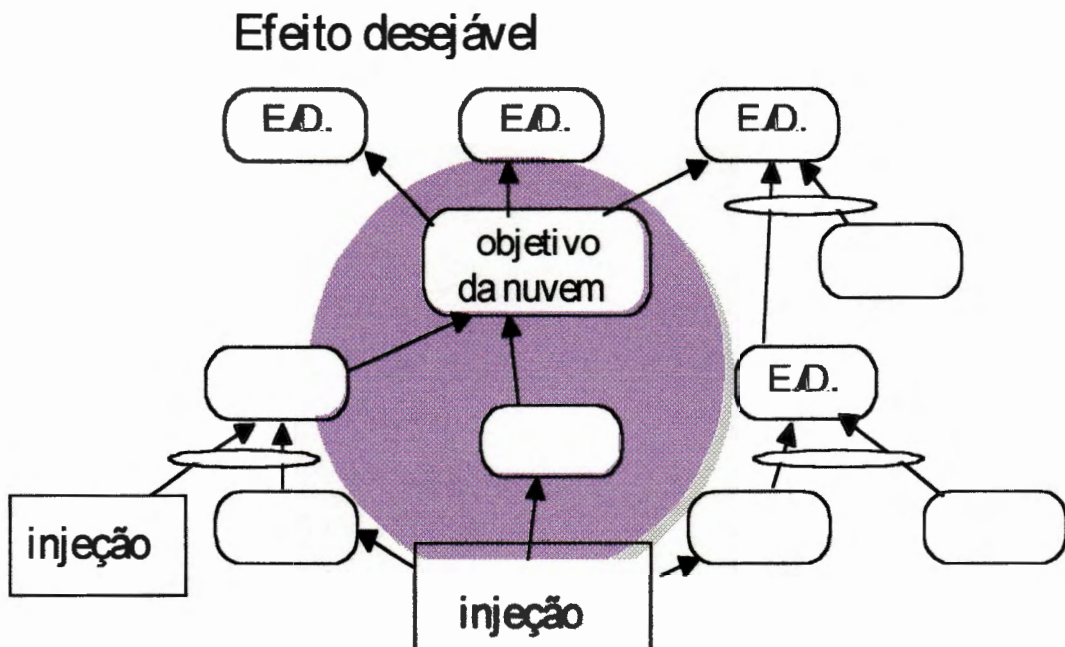 Efeito desejável
E.D. E.D. E.D.
objetivo
da nuvem
E.D.
injeção
injeção